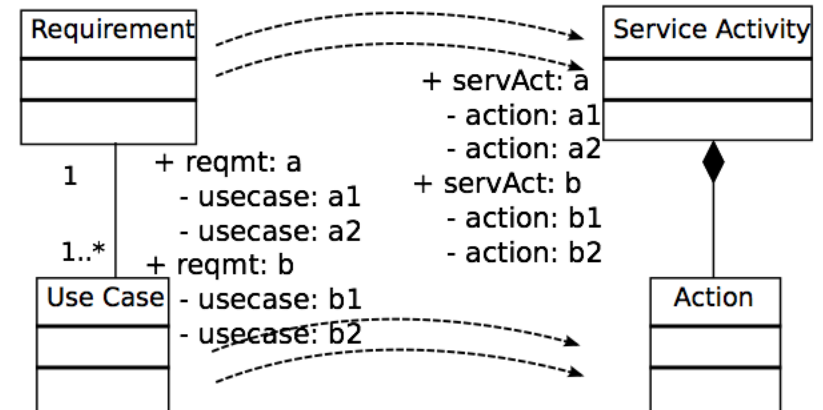 Requirement
Service Activity
+ servAct: a
- action: a1
- action: a2
+ servAct: b
- action: b1
- action: b2
1
+ reqmt: a
- usecase: a1
- usecase: a2
1..*
+ reqmt: b
- usecase: b1
- usecase: b2
Use Case
Action